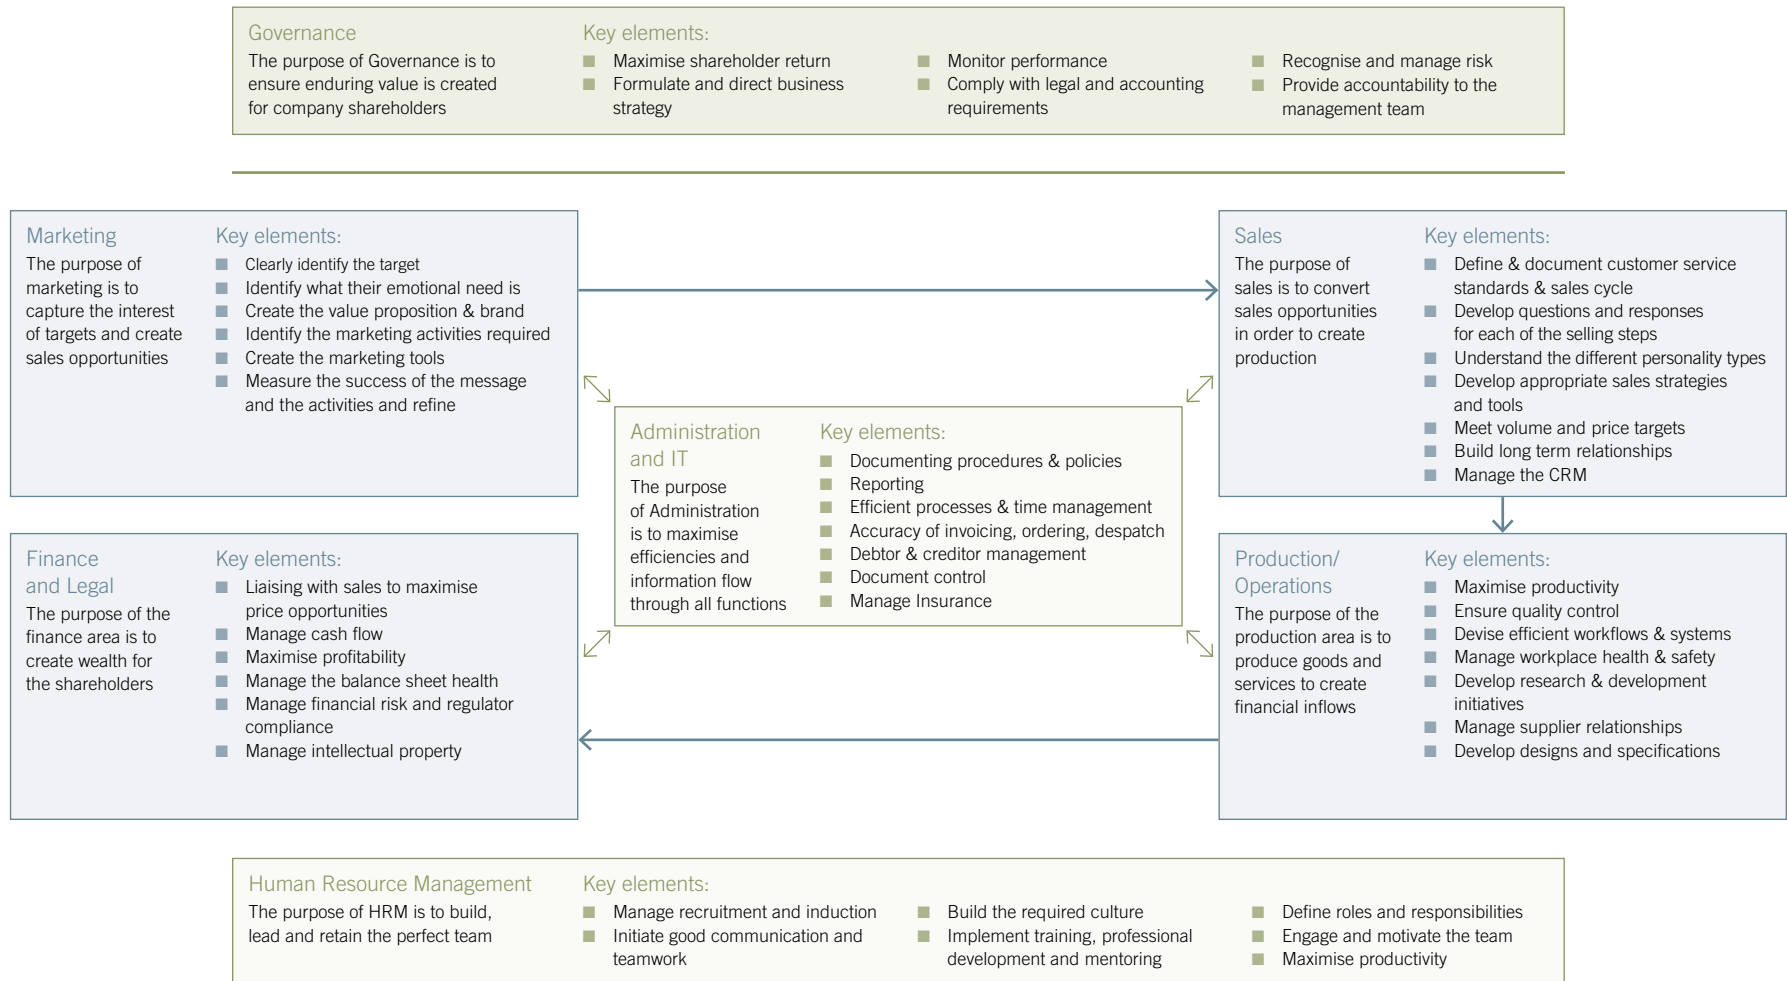 Governance
The purpose of Governance is to
ensure enduring value is created
for company shareholders
Key elements:
Maximise shareholder return
Formulate and direct business
strategy
Monitor performance
Comply with legal and accounting
requirements
Recognise and manage risk
Provide accountability to the
management team
Marketing
The purpose of
marketing is to
capture the interest
of targets and create
sales opportunities
Key elements:
Clearly identify the target
Identify what their emotional need is
Create the value proposition & brand
Identify the marketing activities required
Create the marketing tools
Measure the success of the message
and the activities and refine
Sales
The purpose of
sales is to convert
sales opportunities
in order to create
production
Key elements:
Define & document customer service
standards & sales cycle
Develop questions and responses
for each of the selling steps
Understand the different personality types
Develop appropriate sales strategies
and tools
Meet volume and price targets
Build long term relationships
Manage the CRM
Administration
and IT
The purpose
of Administration
is to maximise
efficiencies and
information flow
through all functions
Key elements:
Documenting procedures & policies
Reporting
Efficient processes & time management
Accuracy of invoicing, ordering, despatch
Debtor & creditor management
Document control
Manage Insurance
Finance
and Legal
The purpose of the
finance area is to
create wealth for
the shareholders
Key elements:
Liaising with sales to maximise
price opportunities
Manage cash flow
Maximise profitability
Manage the balance sheet health
Manage financial risk and regulator
compliance
Manage intellectual property
Production/
Operations
The purpose of the
production area is to
produce goods and
services to create
financial inflows
Key elements:
Maximise productivity
Ensure quality control
Devise efficient workflows & systems
Manage workplace health & safety
Develop research & development
initiatives
Manage supplier relationships
Develop designs and specifications
Human Resource Management
The purpose of HRM is to build,
lead and retain the perfect team
Key elements:
Manage recruitment and induction
Initiate good communication and
teamwork
Build the required culture
Implement training, professional
development and mentoring
Define roles and responsibilities
Engage and motivate the team
Maximise productivity